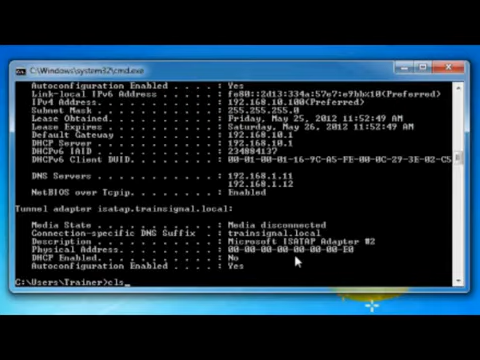 C:\Windows\system32\cmd.exe
Autoconfiguration Enabled . . . . : Yes
Link-local IPv6 Address . . . . . : fe80::2d13:334a:57e7:e9bb%10(Preferred)
IPv4 Address. . . . . . . . . . . : 192.168.10.100(Preferred)
Subnet Mask . . . . . . . . . . . : 255.255.255.0
Lease Obtained. . . . . . . . . . : Friday, May 25, 2012 11:52:49 AM
Lease Expires . . . . . . . . . . : Saturday, May 26, 2012 11:52:49 AM
Default Gateway . . . . . . . . . : 192.168.10.1
DHCP Server . . . . . . . . . . . : 192.168.10.1
DHCPv6 IAID . . . . . . . . . . . : 234884137
DHCPv6 Client DUID. . . . . . . . : 00-01-00-01-16-9C-A5-FE-00-0C-29-3E-02-C5
DNS Servers . . . . . . . . . . . : 192.168.1.11
192.168.1.12
NetBIOS over Tcpip. . . . . . . . : Enabled
Tunnel adapter isatap.trainsignal.local:
Media State . . . . . . . . . . . : Media disconnected
Connection-specific DNS Suffix  . : trainsignal.local
Description . . . . . . . . . . . : Microsoft ISATAP Adapter #2
Physical Address. . . . . . . . . : 00-00-00-00-00-00-00-E0
DHCP Enabled. . . . . . . . . . . : No
Autoconfiguration Enabled . . . . : Yes
C:\Users\Trainer>cls_